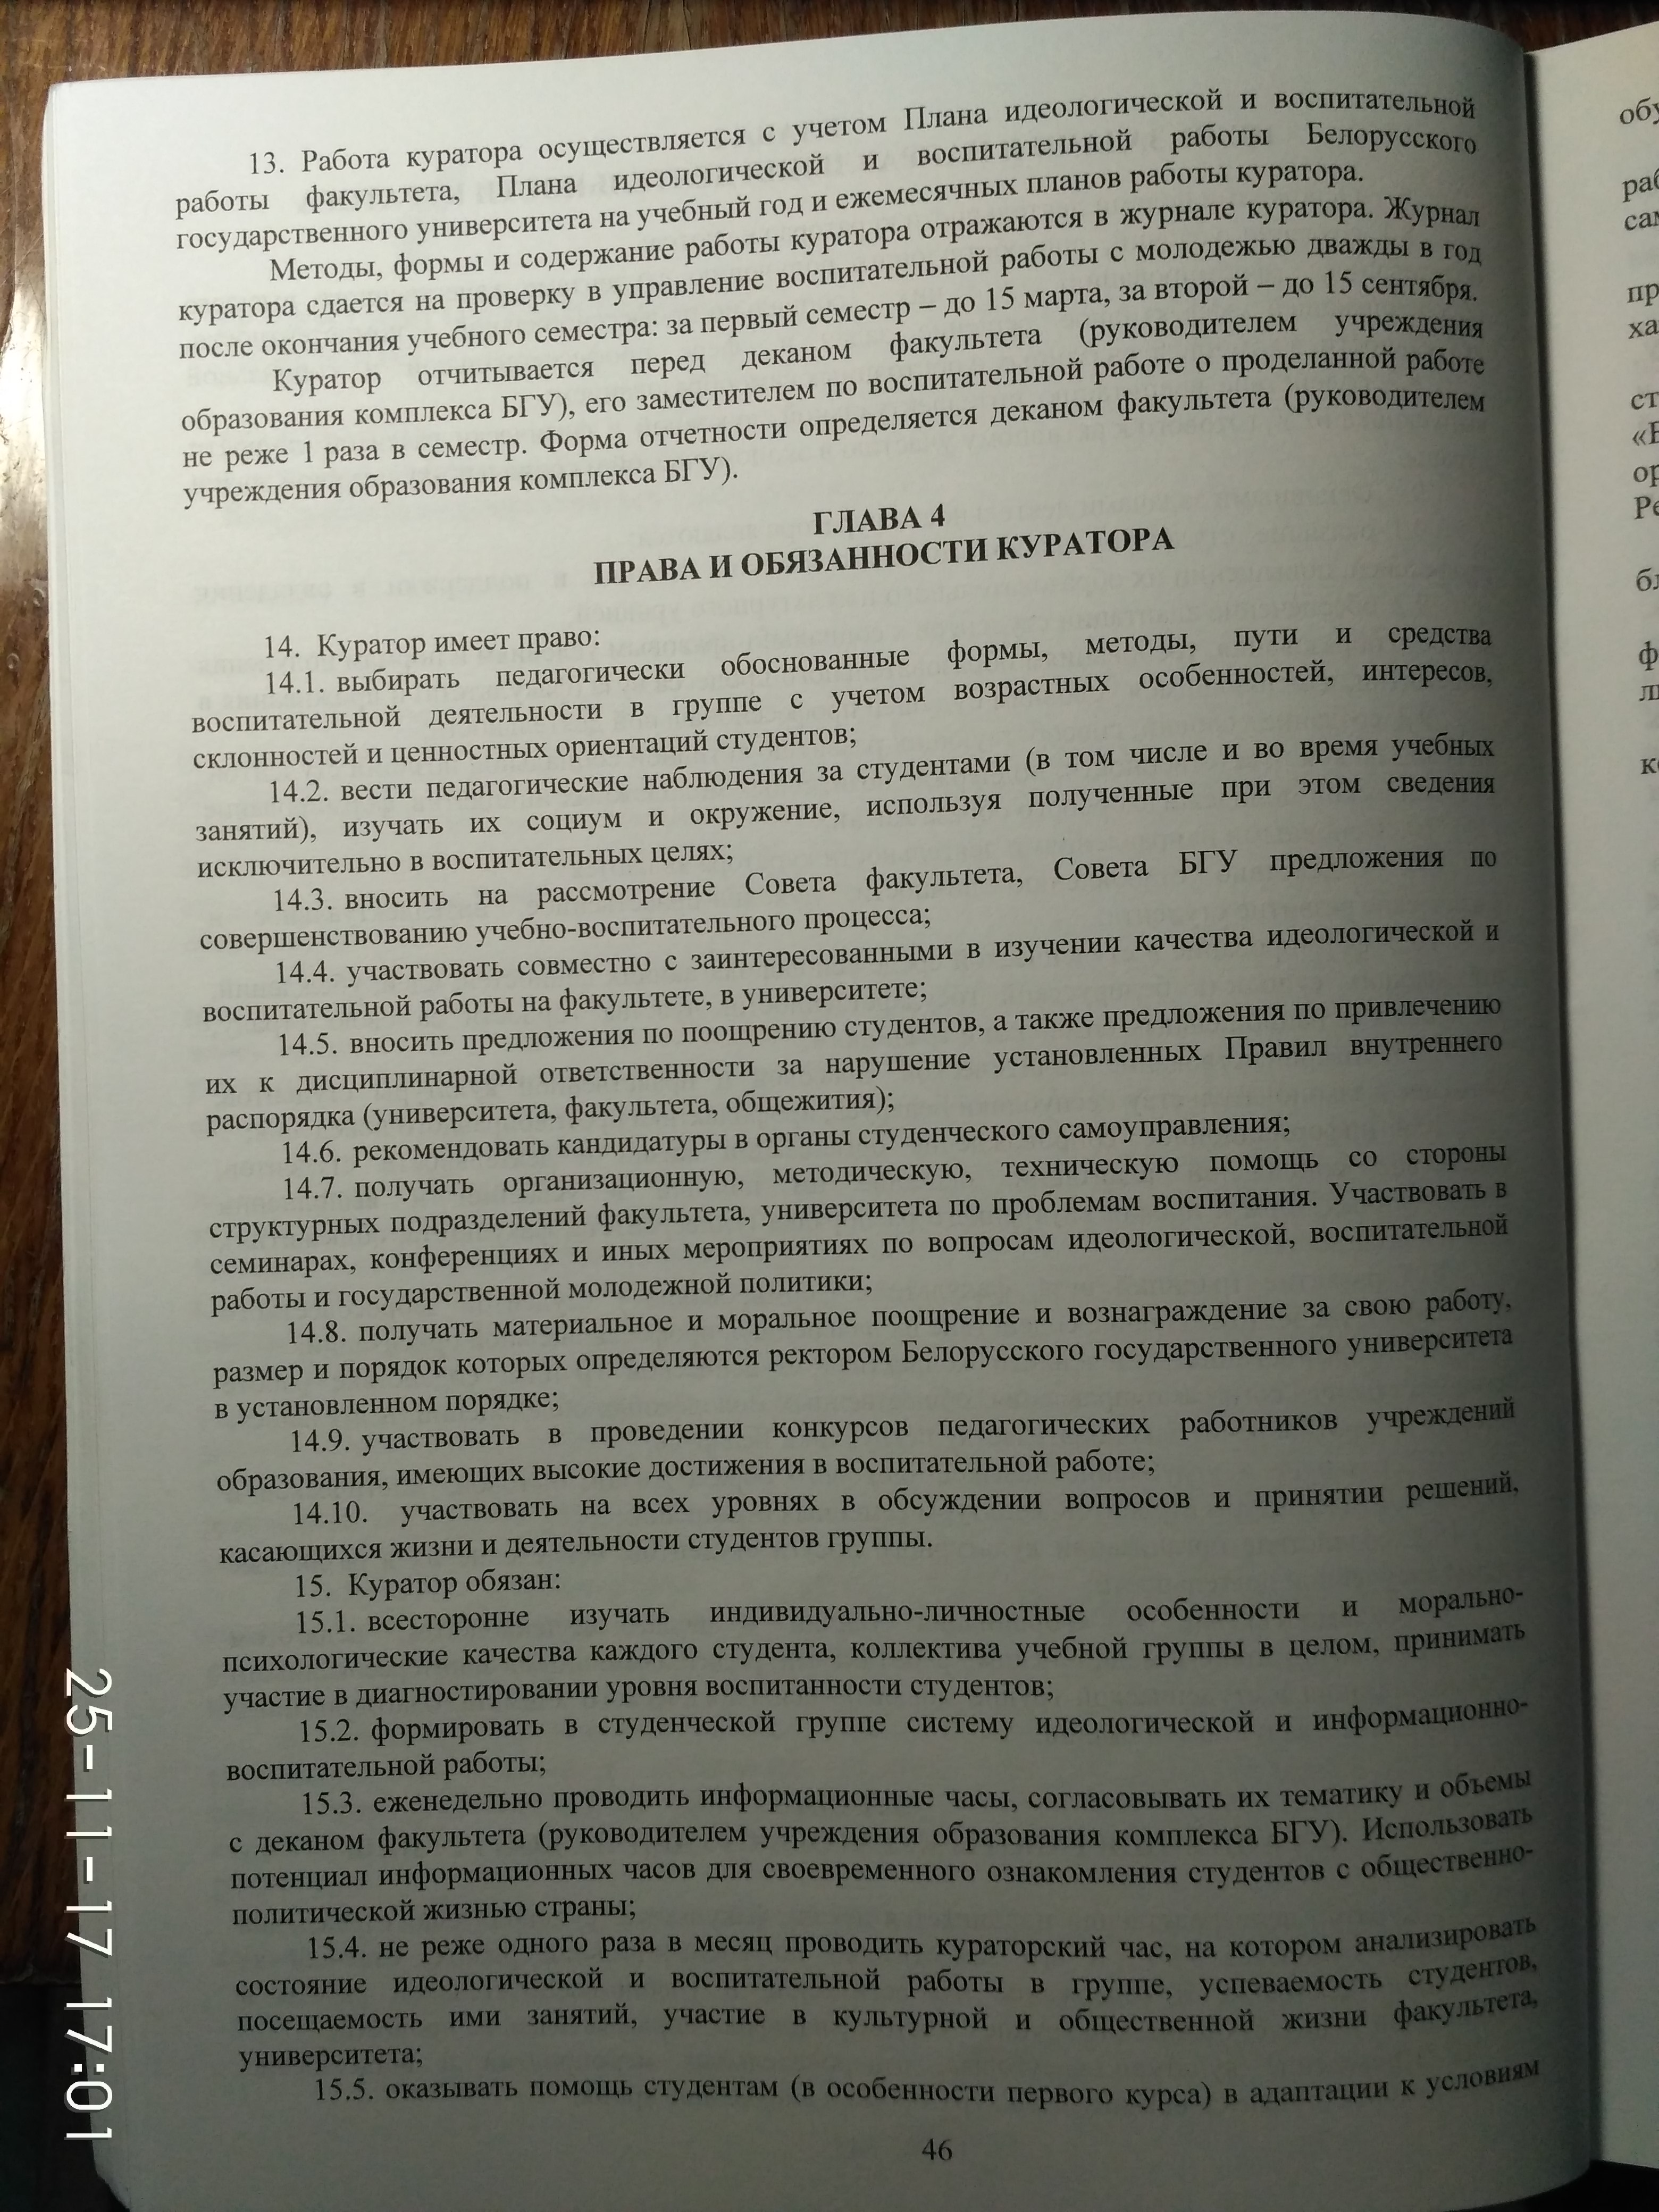 13. Работа куратора осуществляется с учетом Плана идеологической и воспитательной
работы факультета, Плана идеологической и воспитательной работы Белорусского
государственного университета на учебный год и ежемесячных планов работы куратора.
Методы, формы и содержание работы куратора отражаются в журнале куратора. Журнал
куратора сдается на проверку в управление воспитательной работы с молодежью дважды в год
после окончания учебного семестра: за первый семестр – до 15 марта, за второй – до 15 сентября.
Куратор отчитывается перед деканом факультета (руководителем учреждения
образования комплекса БГУ), его заместителем по воспитательной работе о проделанной работе
не реже 1 раза в семестр. Форма отчетности определяется деканом факультета (руководителем
учреждения образования комплекса БГУ).
ГЛАВА 4
ПРАВА И ОБЯЗАННОСТИ КУРАТОРА
14. Куратор имеет право:
14.1. выбирать педагогически обоснованные формы, методы, пути и средства
воспитательной деятельности в группе с учетом возрастных особенностей, интересов,
склонностей и ценностных ориентаций студентов;
14.2. вести педагогические наблюдения за студентами (в том числе и во время учебных
занятий), изучать их социум и окружение, используя полученные при этом сведения
исключительно в воспитательных целях;
14.3. вносить на рассмотрение Совета факультета, Совета БГУ предложения по
совершенствованию учебно-воспитательного процесса;
14.4. участвовать совместно с заинтересованными в изучении качества идеологической и
воспитательной работы на факультете, в университете;
14.5. вносить предложения по поощрению студентов, а также предложения по привлечению
их к дисциплинарной ответственности за нарушение установленных Правил внутреннего
распорядка (университета, факультета, общежития);
14.6. рекомендовать кандидатуры в органы студенческого самоуправления;
14.7. получать организационную, методическую, техническую помощь со стороны
структурных подразделений факультета, университета по проблемам воспитания. Участвовать в
семинарах, конференциях и иных мероприятиях по вопросам идеологической, воспитательной
работы и государственной молодежной политики;
14.8. получать материальное и моральное поощрение и вознаграждение за свою работу,
размер и порядок которых определяются ректором Белорусского государственного университета
в установленном порядке;
14.9. участвовать в проведении конкурсов педагогических работников учреждений
образования, имеющих высокие достижения в воспитательной работе;
14.10. участвовать на всех уровнях в обсуждении вопросов и принятии решений,
касающихся жизни и деятельности студентов группы.
15. Куратор обязан:
15.1. всесторонне изучать индивидуально-личностные особенности и морально-
психологические качества каждого студента, коллектива учебной группы в целом, принимать
участие в диагностировании уровня воспитанности студентов;
15.2. формировать в студенческой группе систему идеологической и информационно-
воспитательной работы;
15.3. еженедельно проводить информационные часы, согласовывать их тематику и объемы
с деканом факультета (руководителем учреждения образования комплекса БГУ). Использовать
потенциал информационных часов для своевременного ознакомления студентов с общественно-
политической жизнью страны;
15.4. не реже одного раза в месяц проводить кураторский час, на котором анализировать
состояние идеологической и воспитательной работы в группе, успеваемость студентов,
посещаемость ими занятий, участие в культурной и общественной жизни факультета,
университета;
15.5. оказывать помощь студентам (в особенности первого курса) в адаптации к условиям
46
25-11-17 17:01